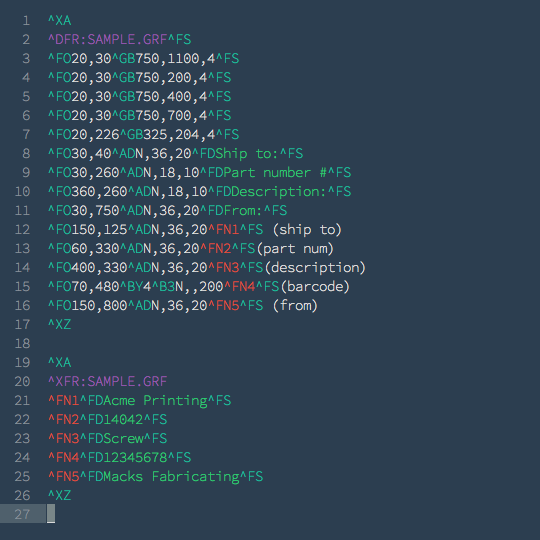 1 ^XA
2 ^DFR:SAMPLE.GRF^FS
3 ^FO20,30^GB750,1100,4^FS
4 ^FO20,30^GB750,200,4^FS
5 ^FO20,30^GB750,400,4^FS
6 ^FO20,30^GB750,700,4^FS
7 ^FO20,226^GB325,204,4^FS
8 ^FO30,40^ADN,36,20^FDShip to:^FS
9 ^FO30,260^ADN,18,10^FDPart number #^FS
10 ^FO360,260^ADN,18,10^FDDescription:^FS
11 ^FO30,750^ADN,36,20^FDFrom:^FS
12 ^FO150,125^ADN,36,20^FN1^FS (ship to)
13 ^FO60,330^ADN,36,20^FN2^FS(part num)
14 ^FO400,330^ADN,36,20^FN3^FS(description)
15 ^FO70,480^BY4^B3N,,200^FN4^FS(barcode)
16 ^FO150,800^ADN,36,20^FN5^FS (from)
17 ^XZ
18
19 ^XA
20 ^XFR:SAMPLE.GRF
21 ^FN1^FDAcme Printing^FS
22 ^FN2^FD14042^FS
23 ^FN3^FDScrew^FS
24 ^FN4^FD12345678^FS
25 ^FN5^FDMacks Fabricating^FS
26 ^XZ
27